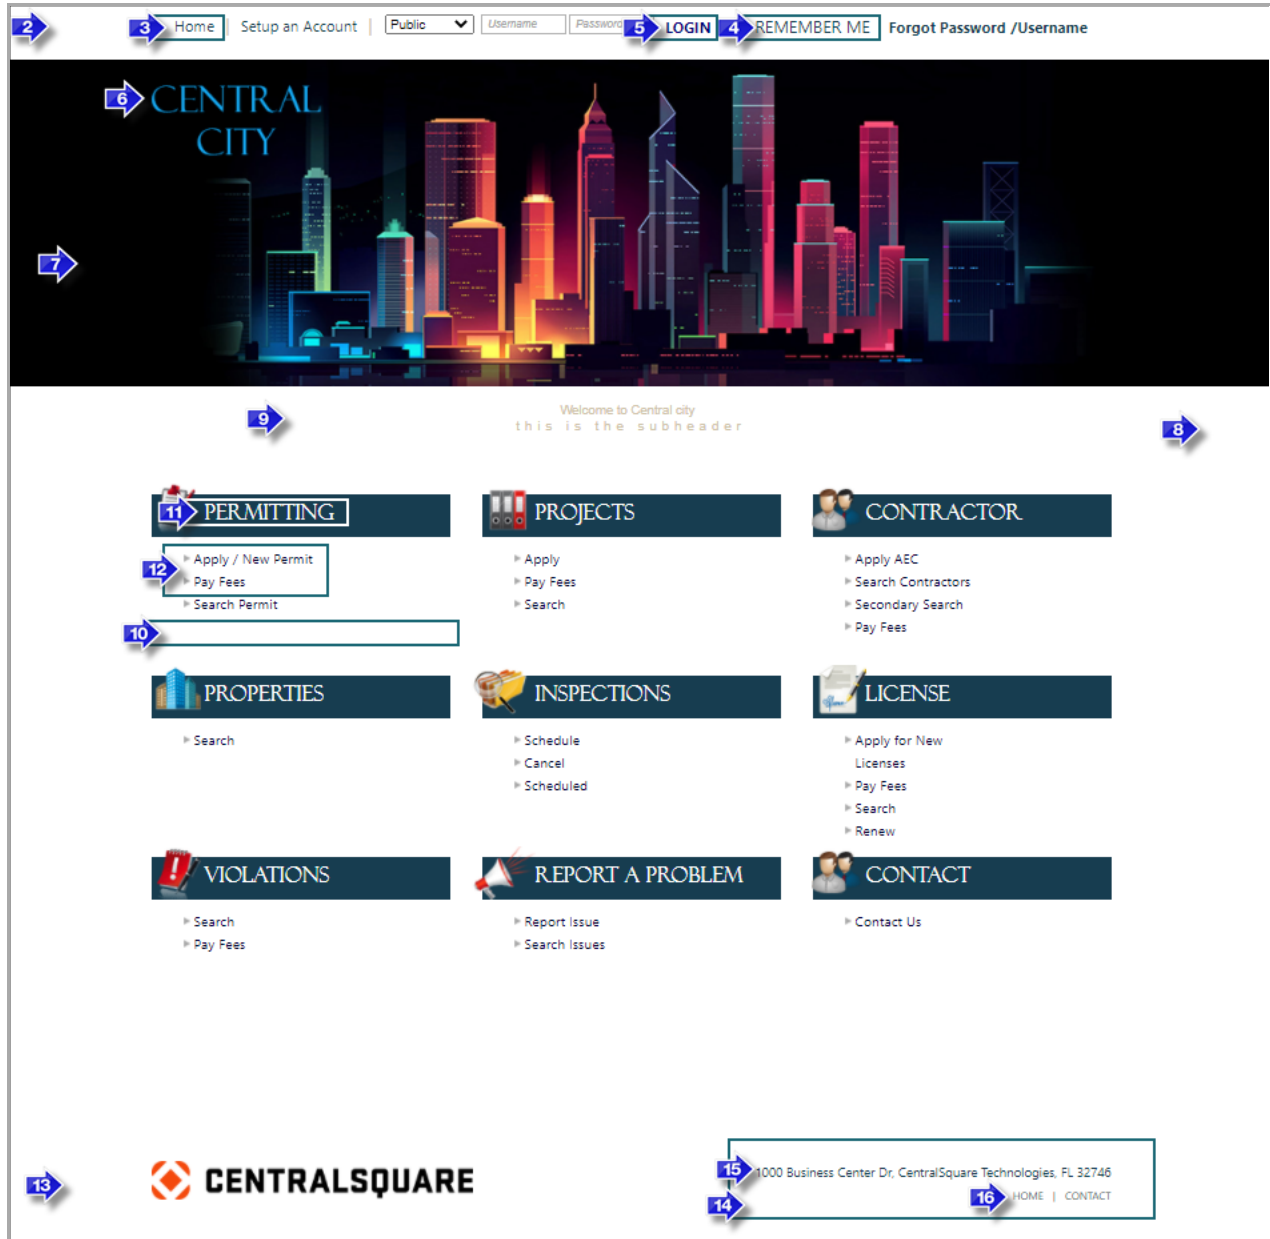 2 3 Home | Setup an Account | Public Username Password 5 LOGIN 4 REMEMBER ME Forgot Password /Username
6 CENTRAL
CITY
7
Welcome to Central city
9 this is the subheader 8
11 PERMITTING
12 Apply / New Permit
Pay Fees
Search Permit
10
PROJECTS
Apply
Pay Fees
Search
CONTRACTOR
Apply AEC
Search Contractors
Secondary Search
Pay Fees
PROPERTIES
Search
INSPECTIONS
Schedule
Cancel
Scheduled
LICENSE
Apply for New
Licenses
Pay Fees
Search
Renew
VIOLATIONS
Search
Pay Fees
REPORT A PROBLEM
Report Issue
Search Issues
CONTACT
Contact Us
13 CENTRALSQUARE
15 1000 Business Center Dr, CentralSquare Technologies, FL 32746
14 16 HOME | CONTACT